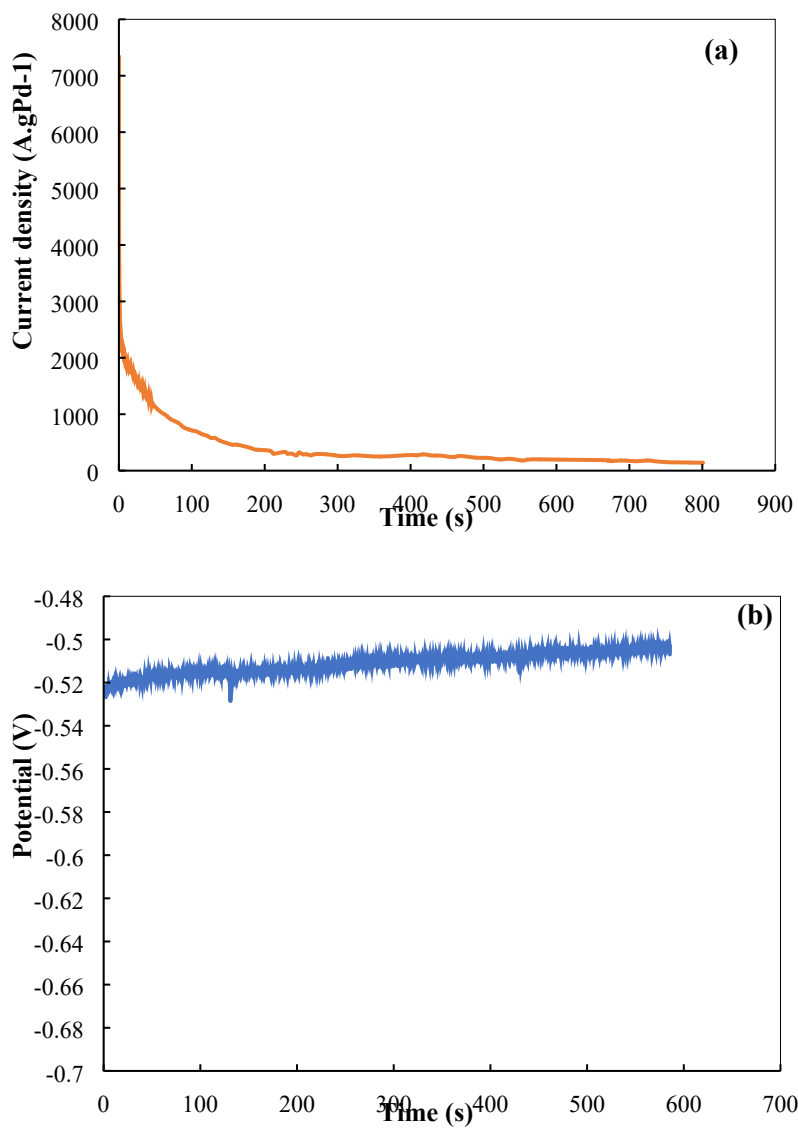 (a)
Current density (A.gPd-1)
8000
7000
6000
5000
4000
3000
2000
1000
0
0 100 200 300 400 500 600 700 800 900
Time (s)
(b)
Potential (V)
-0.48
-0.5
-0.52
-0.54
-0.56
-0.58
-0.6
-0.62
-0.64
-0.66
-0.68
-0.7
0 100 200 300 400 500 600 700
Time (s)